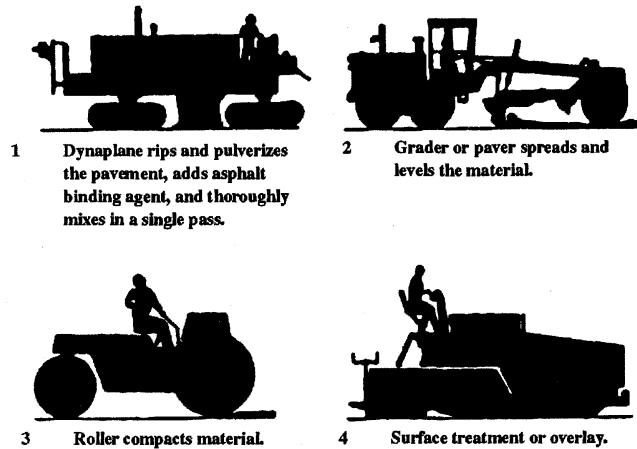 1 Dynaplane rips and pulverizes
the pavement, adds asphalt
binding agent, and thoroughly
mixes in a single pass.
2 Grader or paver spreads and
levels the material.
3 Roller compacts material.
4 Surface treatment or overlay.